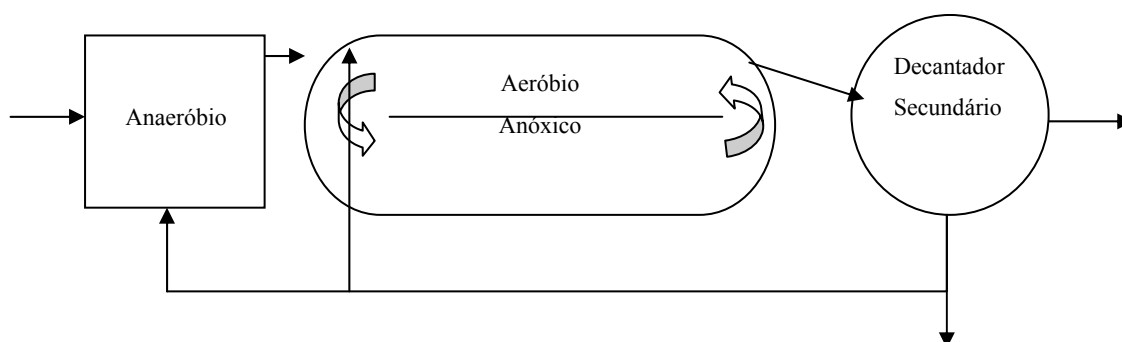 Anaeróbio
Aeróbio
Anóxico
Decantador
Secundário